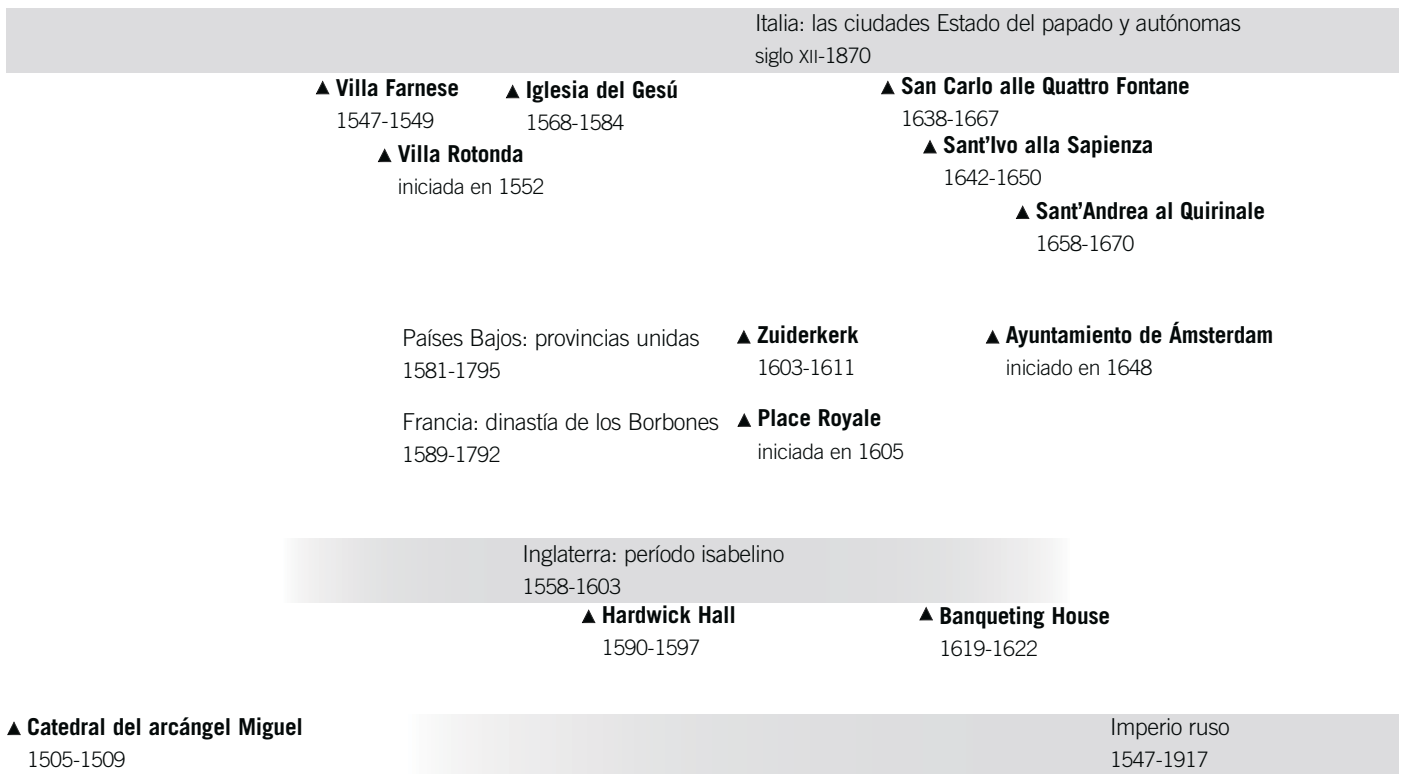 Italia: las ciudades Estado del papado y autónomas
siglo XII-1870
▲ Villa Farnese
1547-1549
▲ Iglesia del Gesú
1568-1584
▲ San Carlo alle Quattro Fontane
1638-1667
▲ Villa Rotonda
iniciada en 1552
▲ Sant'Ivo alla Sapienza
1642-1650
▲ Sant'Andrea al Quirinale
1658-1670
Países Bajos: provincias unidas
1581-1795
▲ Zuiderkerk
1603-1611
▲ Ayuntamiento de Ámsterdam
iniciado en 1648
Francia: dinastía de los Borbones
1589-1792
▲ Place Royale
iniciada en 1605
Inglaterra: período isabelino
1558-1603
▲ Hardwick Hall
1590-1597
▲ Banqueting House
1619-1622
▲ Catedral del arcángel Miguel
1505-1509
Imperio ruso
1547-1917